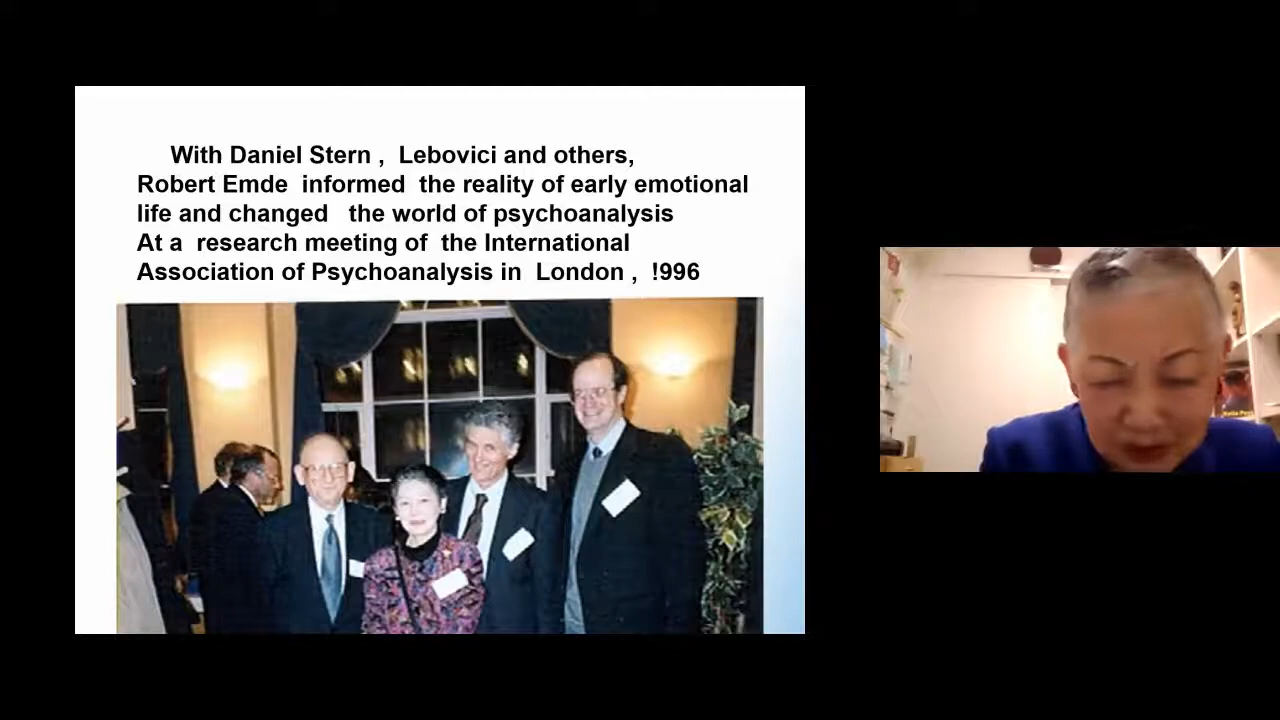 With Daniel Stern , Lebovici and others,
Robert Emde informed the reality of early emotional
life and changed the world of psychoanalysis
At a research meeting of the International
Association of Psychoanalysis in London , !996